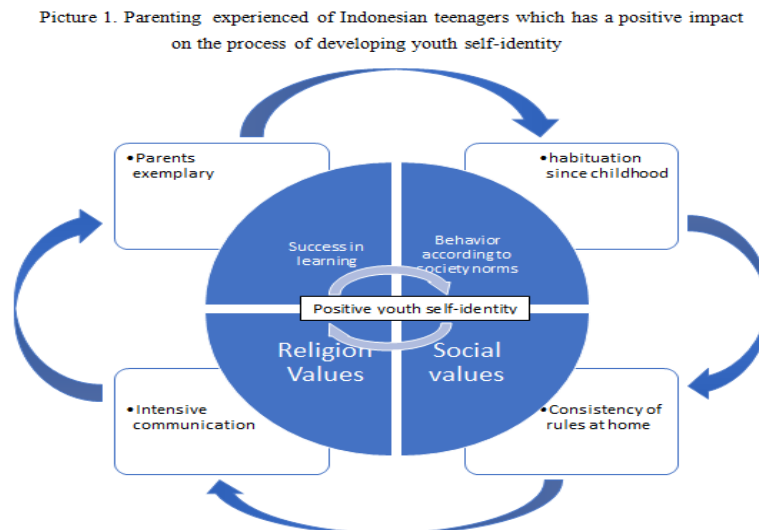 Picture 1. Parenting experienced of Indonesian teenagers which has a positive impact
on the process of developing youth self-identity
•Parents
exemplary
•habituation
since childhood
Success in
learning
Behavior
according to
society norms
Positive youth self-identity
Religion
Values
Social
values
•Intensive
communication
•Consistency of
rules at home